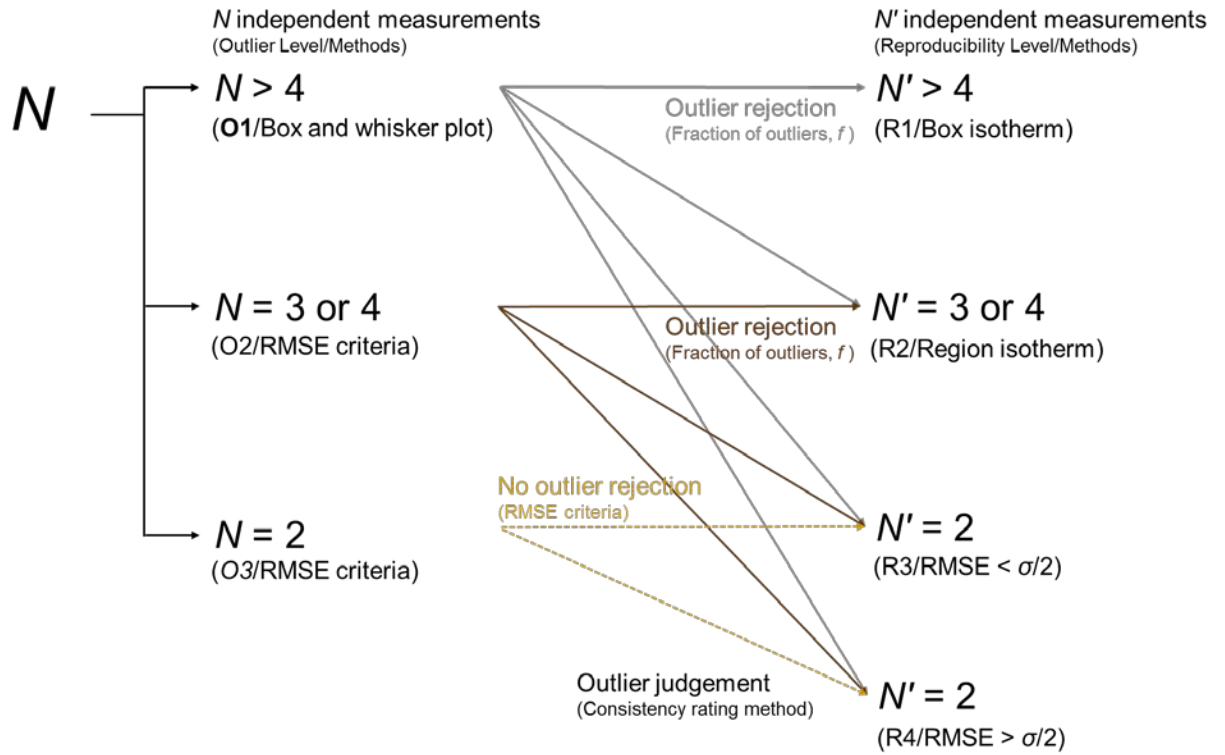 N independent measurements
(Outlier Level/Methods)
N' independent measurements
(Reproducibility Level/Methods)
N
N > 4
(O1/Box and whisker plot)
Outlier rejection
(Fraction of outliers, f )
N' > 4
(R1/Box isotherm)
N = 3 or 4
(O2/RMSE criteria)
Outlier rejection
(Fraction of outliers, f )
N' = 3 or 4
(R2/Region isotherm)
No outlier rejection
(RMSE criteria)
N = 2
(O3/RMSE criteria)
N' = 2
(R3/RMSE < σ/2)
Outlier judgement
(Consistency rating method)
N' = 2
(R4/RMSE > σ/2)